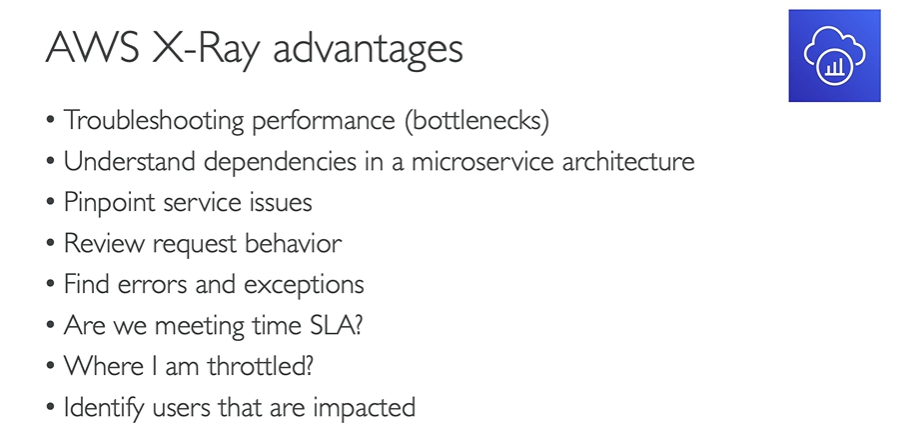 AWS X-Ray advantages
• Troubleshooting performance (bottlenecks)
• Understand dependencies in a microservice architecture
• Pinpoint service issues
• Review request behavior
• Find errors and exceptions
• Are we meeting time SLA?
• Where I am throttled?
• Identify users that are impacted